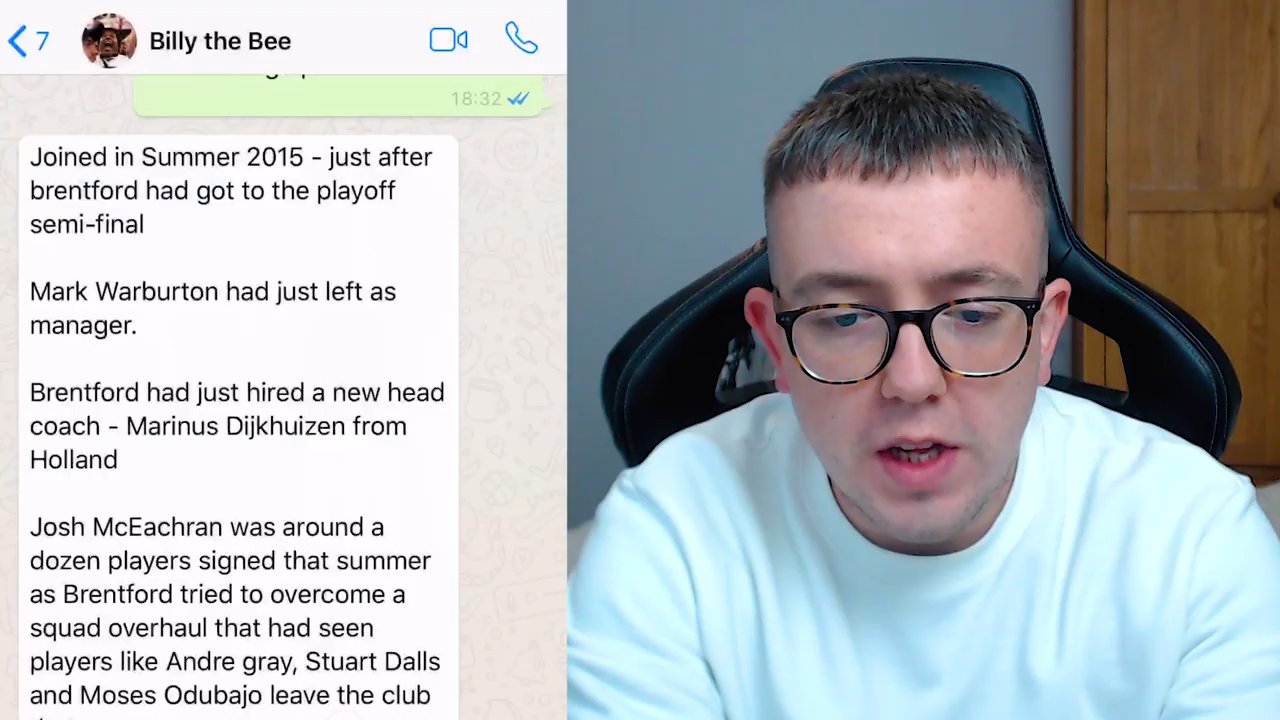 7
Billy the Bee
18:32
Joined in Summer 2015 - just after
brentford had got to the playoff
semi-final
Mark Warburton had just left as
manager.
Brentford had just hired a new head
coach - Marinus Dijkhuizen from
Holland
Josh McEachran was around a
dozen players signed that summer
as Brentford tried to overcome a
squad overhaul that had seen
players like Andre gray, Stuart Dalls
and Moses Odubajo leave the club